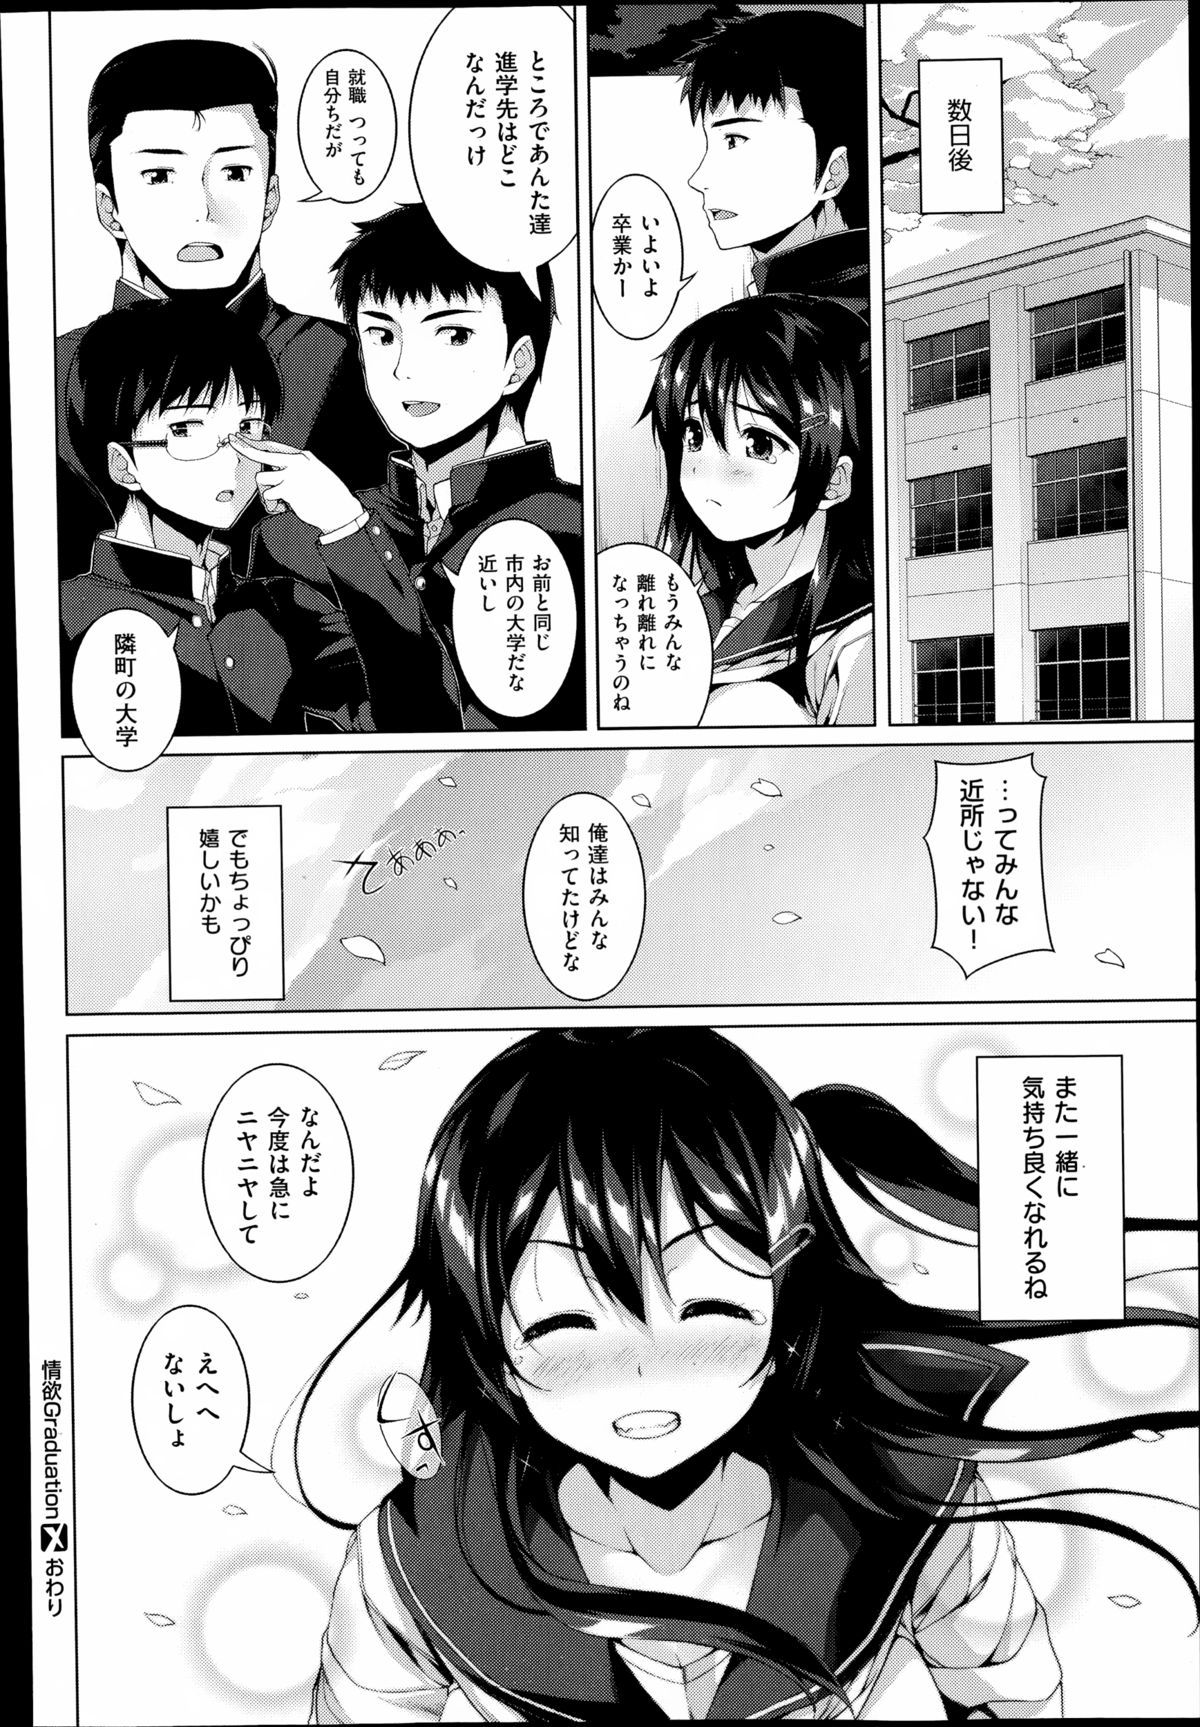 数日後
いよいよ
卒業かー
もうみんな
離れ離れに
なっちゃうのね
ところであんた達
進学先はどこ
なんだっけ
就職 つっても
自分ちだが
お前と同じ
市内の大学だな
近いし
隣町の大学
…ってみんな
近所じゃない!
俺達はみんな
知ってたけどな
でもちょっぴり
嬉しいかも
また一緒に
気持ち良くなれるね
なんだよ
今度は急に
ニヤニヤして
えへへ
ないしょ
情欲Graduation X おわり